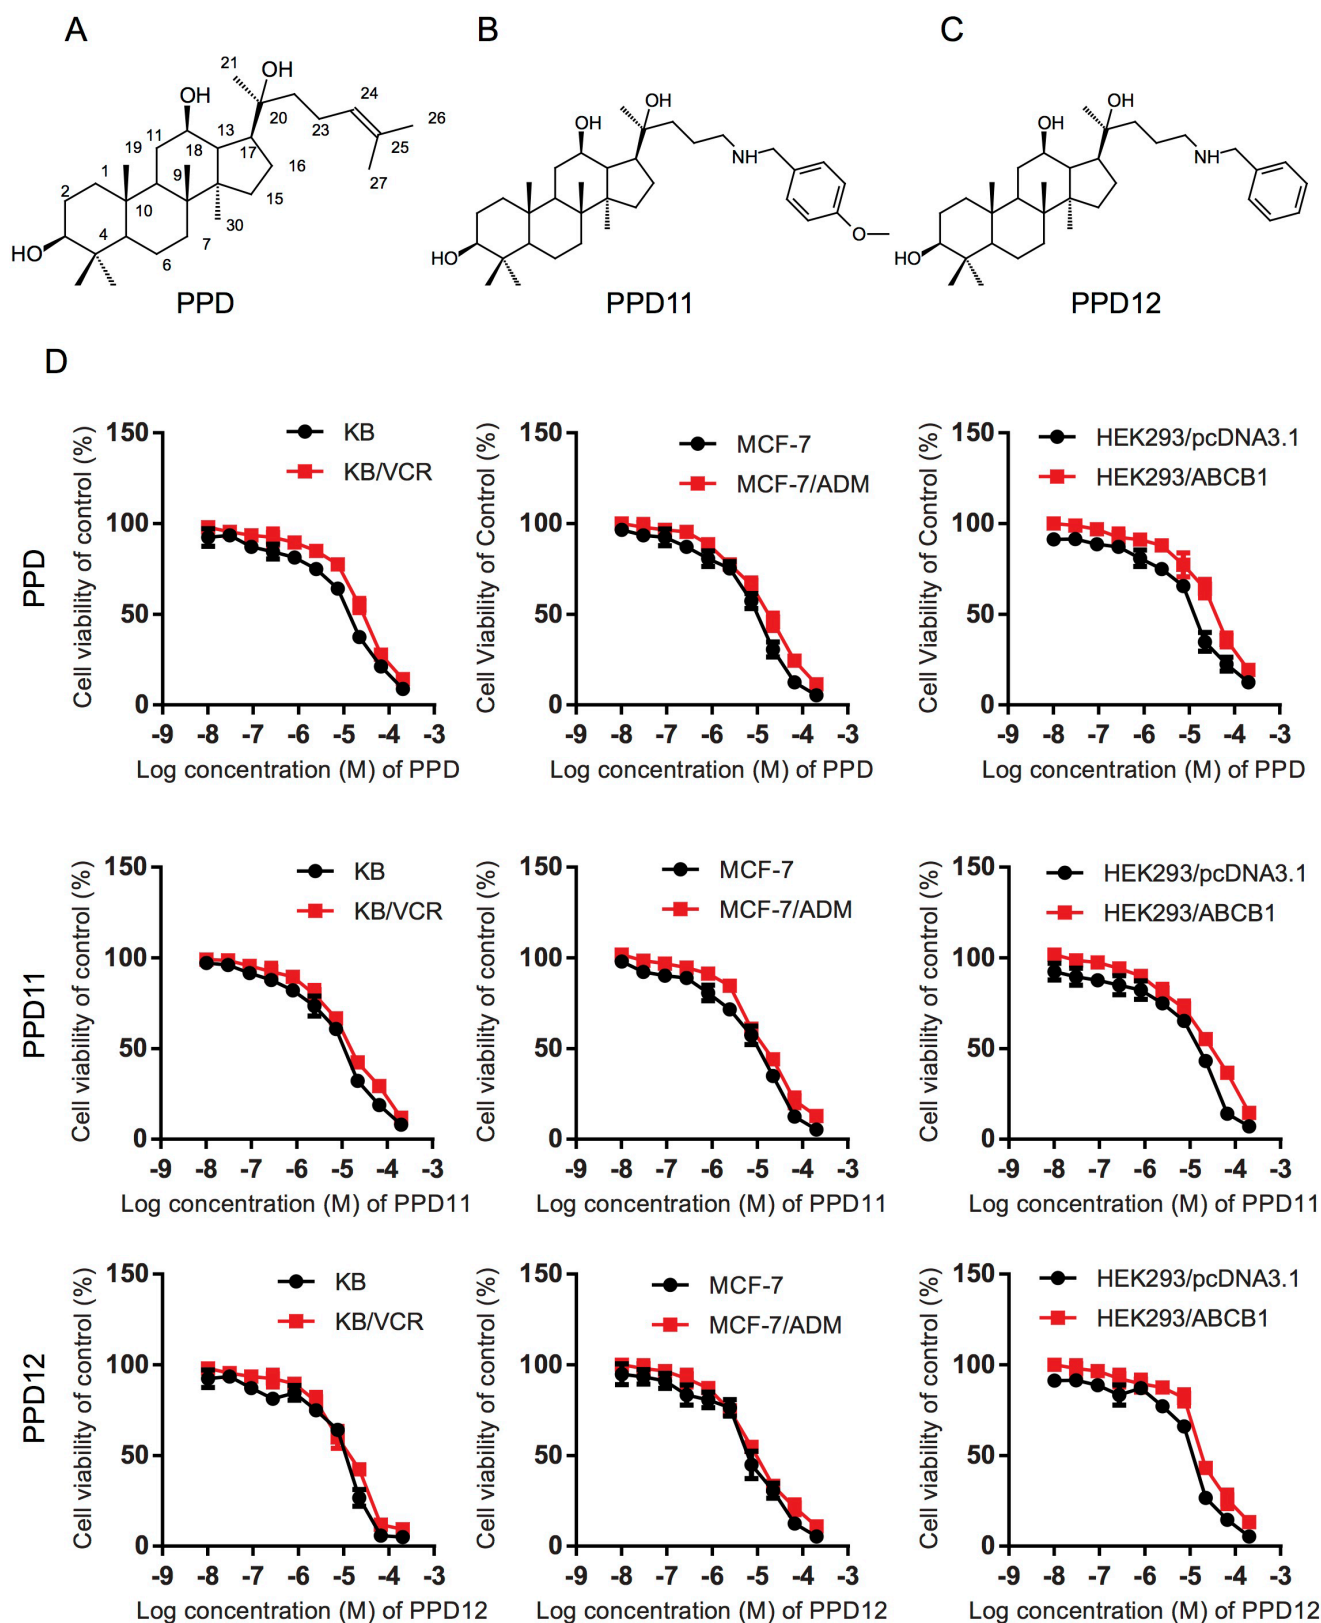 A
B
C
21
OH
24
OH
20
23
26
11
13
25
19
18
17
16
27
1
9
2
15
10
30
4
7
HO
6
PPD
OH
OH
NH
O
HO
PPD11
OH
OH
NH
HO
PPD12
D
PPD
Cell viability of control (%)
150
100
50
0
KB
KB/VCR
-9 -8 -7 -6 -5 -4 -3
Log concentration (M) of PPD
Cell Viability of Control (%)
150
100
50
0
MCF-7
MCF-7/ADM
-9 -8 -7 -6 -5 -4 -3
Log concentration (M) of PPD
Cell viability of control (%)
150
100
50
0
HEK293/pcDNA3.1
HEK293/ABCB1
-9 -8 -7 -6 -5 -4 -3
Log concentration (M) of PPD
PPD11
Cell viability of control (%)
150
100
50
0
KB
KB/VCR
-9 -8 -7 -6 -5 -4 -3
Log concentration (M) of PPD11
Cell viability of control (%)
150
100
50
0
MCF-7
MCF-7/ADM
-9 -8 -7 -6 -5 -4 -3
Log concentration (M) of PPD11
Cell viability of control (%)
150
100
50
0
HEK293/pcDNA3.1
HEK293/ABCB1
-9 -8 -7 -6 -5 -4 -3
Log concentration (M) of PPD11
PPD12
Cell viability of control (%)
150
100
50
0
KB
KB/VCR
-9 -8 -7 -6 -5 -4 -3
Log concentration (M) of PPD12
Cell viability of control (%)
150
100
50
0
MCF-7
MCF-7/ADM
-9 -8 -7 -6 -5 -4 -3
Log concentration (M) of PPD12
Cell viability of control (%)
150
100
50
0
HEK293/pcDNA3.1
HEK293/ABCB1
-9 -8 -7 -6 -5 -4 -3
Log concentration (M) of PPD12